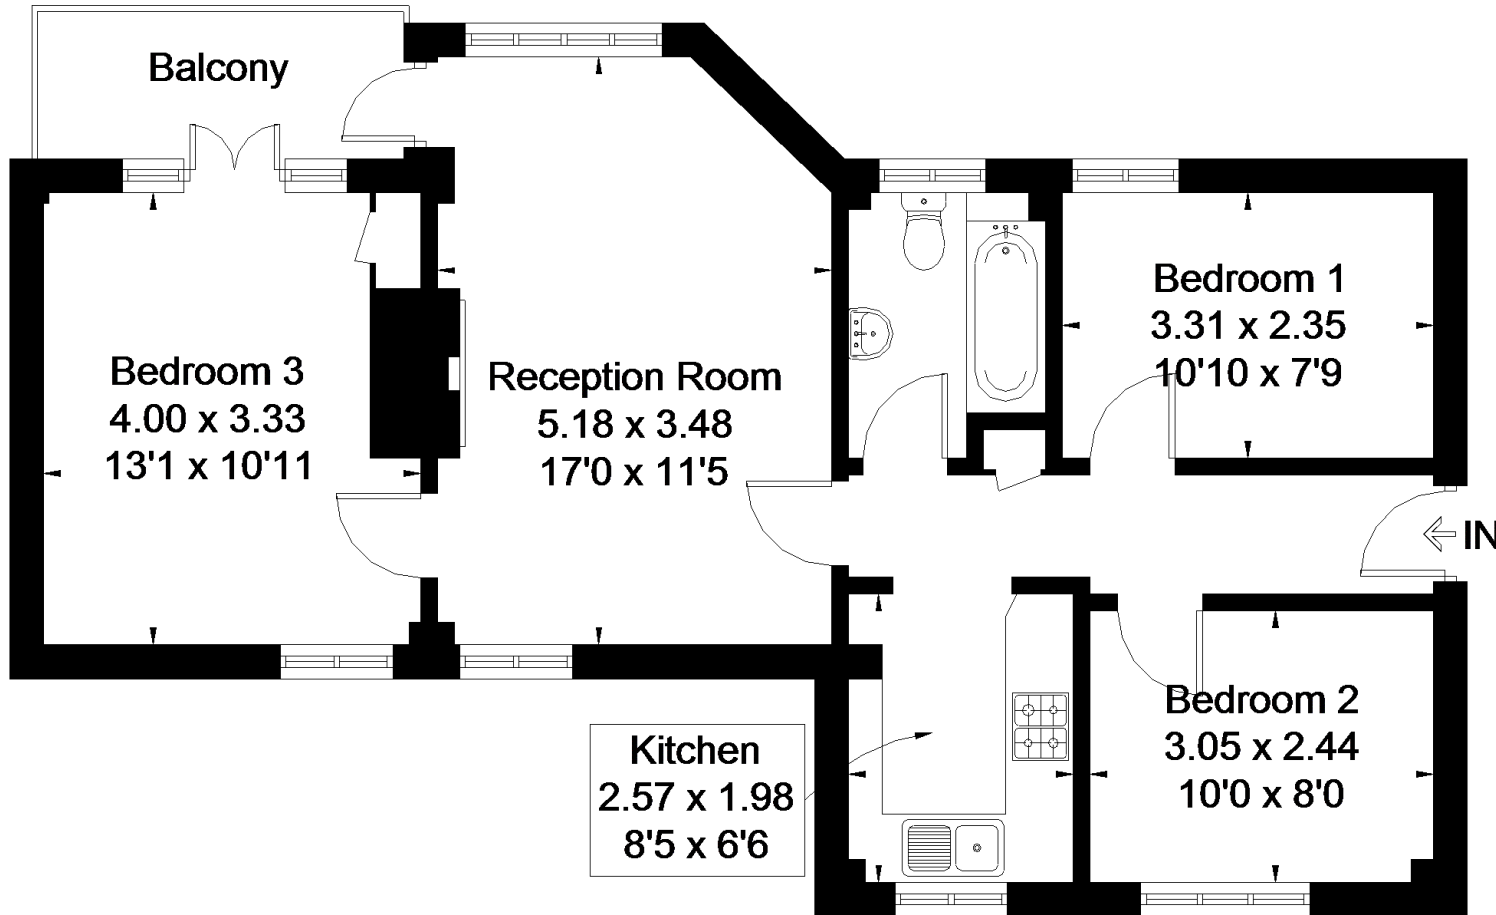 Balcony
Bedroom 1
3.31 x 2.35
10'10 x 7'9
Bedroom 3
4.00 x 3.33
13'1 x 10'11
Reception Room
5.18 x 3.48
17'0 x 11'5
IN
Bedroom 2
3.05 x 2.44
10'0 x 8'0
Kitchen
2.57 x 1.98
8'5 x 6'6